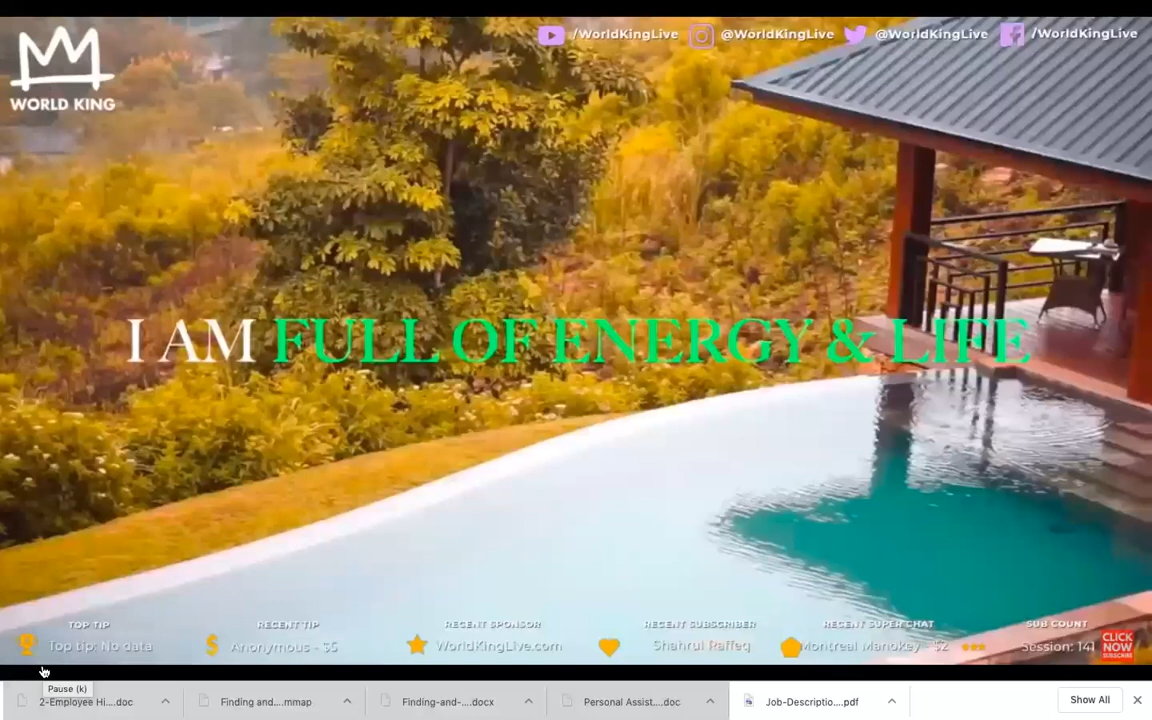 /WorldKingLive @WorldKingLive @WorldKingLive /WorldKingLive
WORLD KING
I AM FULL OF ENERGY & LIFE
TOP TIP
Top tip: No data
RECENT TIP
Anonymous - $5
RECENT SPONSOR
WorldKingLive.com
RECENT SUBSCRIBER
Shahrul Raffeq
RECENT SUPER CHAT
Montreal Manokey - $2
SUB COUNT
Session: 141
CLICK
NOW
SUBSCRIBE
Pause (k)
2-Employee Hi....doc
Finding and....mmap
Finding-and-....docx
Personal Assist....doc
Job-Descriptio....pdf
Show All